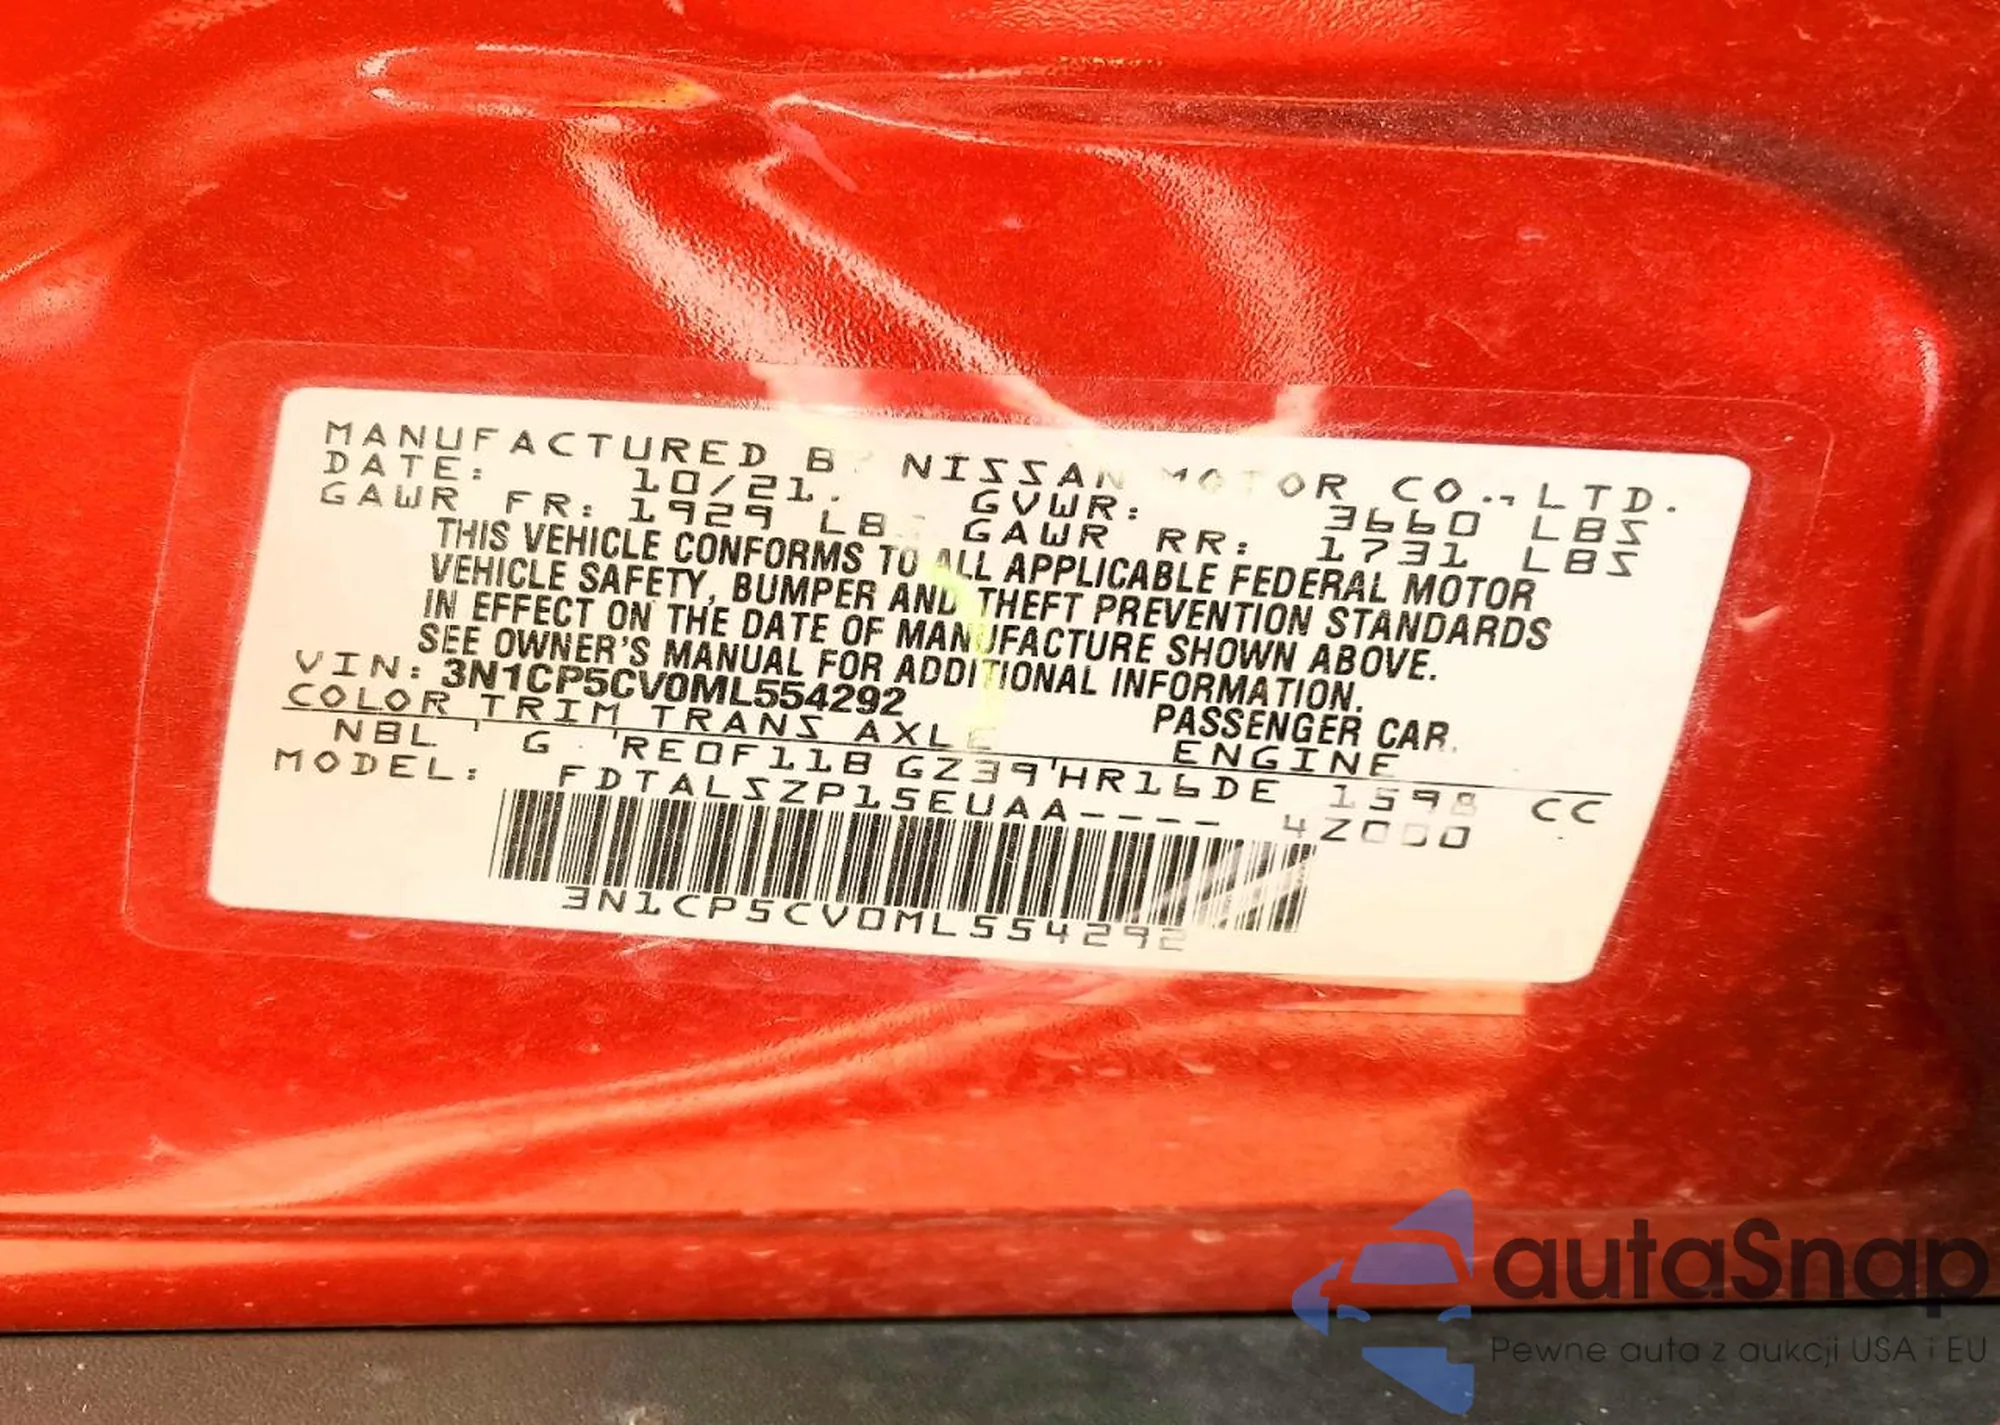 MANUFACTURED BY NISSAN MOTOR CO., LTD.
DATE: 10/21. GVWR: 3660 LBS
GAWR FR: 1929 LBS GAWR RR: 1731 LBS
THIS VEHICLE CONFORMS TO ALL APPLICABLE FEDERAL MOTOR
VEHICLE SAFETY, BUMPER AND THEFT PREVENTION STANDARDS
IN EFFECT ON THE DATE OF MANUFACTURE SHOWN ABOVE.
SEE OWNER'S MANUAL FOR ADDITIONAL INFORMATION.
VIN: 3N1CP5CV0ML554292 PASSENGER CAR.
COLOR TRIM TRANS AXLE ENGINE
NBL G RE0F11B GZ39 HR16DE 1598 CC
MODEL: FDTALSZP15EUAA---- 4Z000
3N1CP5CV0ML554292
autaSnap
Pewne auta z aukcji USA i EU